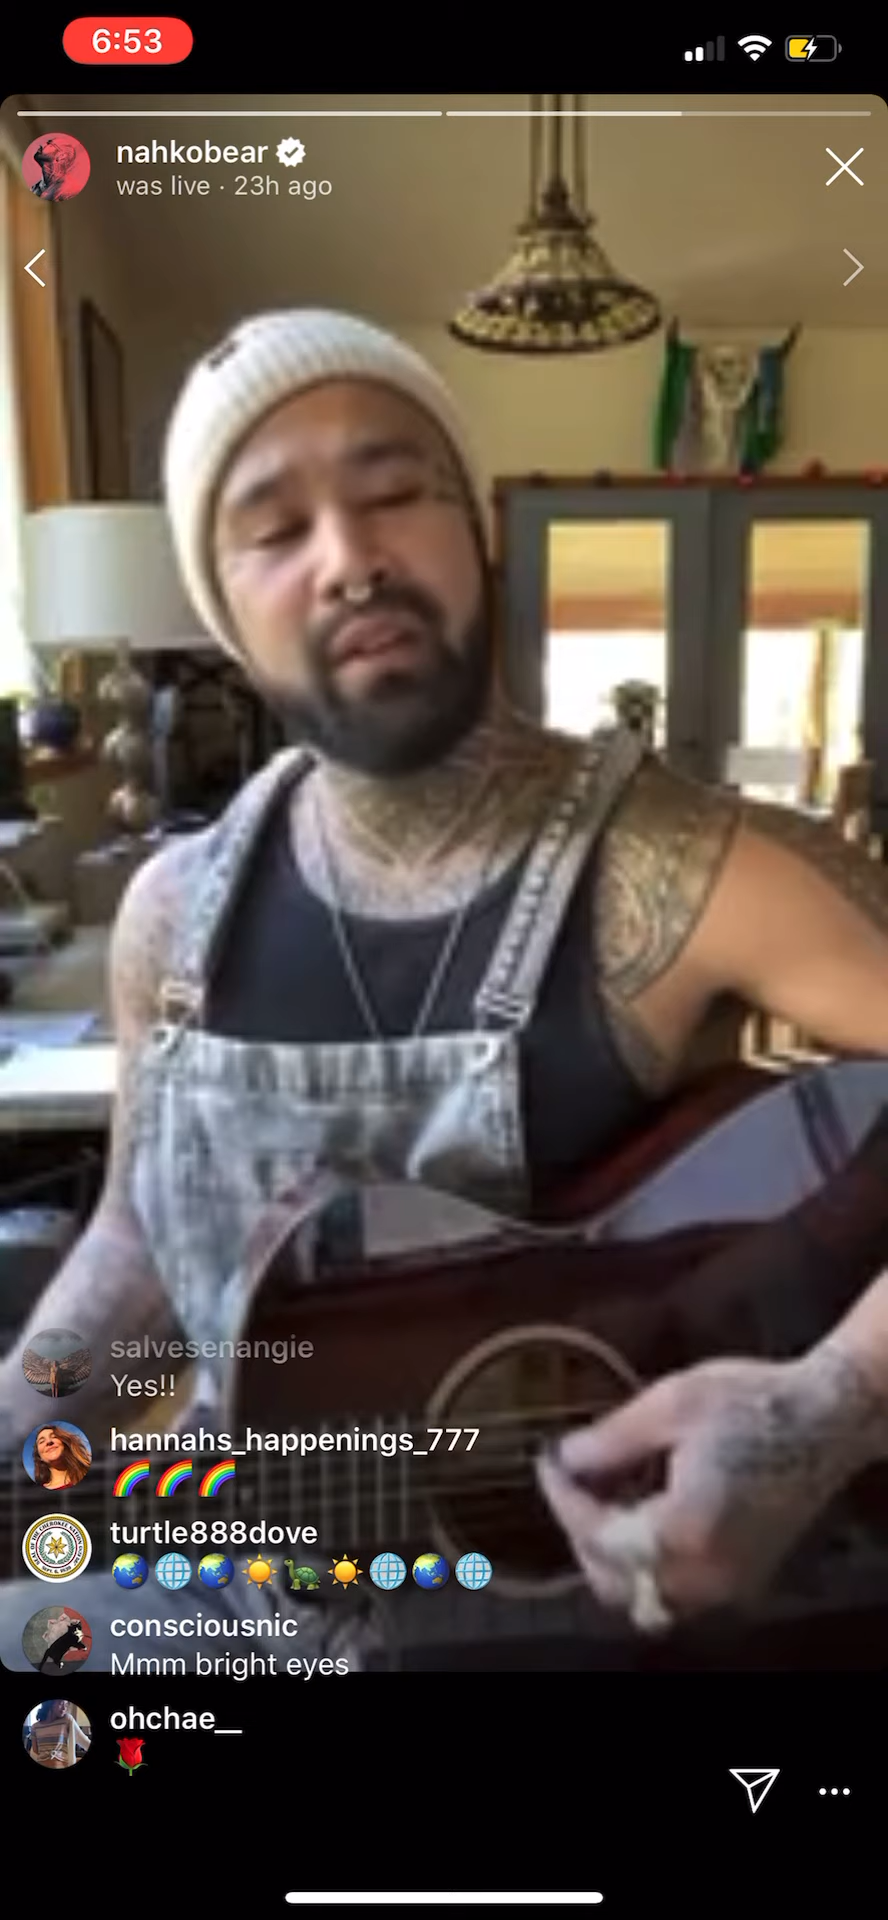 6:53
nahkobear
was live · 23h ago
salvesenangie
Yes!!
hannahs_happenings_777
🌈🌈🌈
turtle888dove
🌏🌐🌏☀️🐢☀️🌐🌏🌐
consciousnic
Mmm bright eyes
ohchae__
🌹